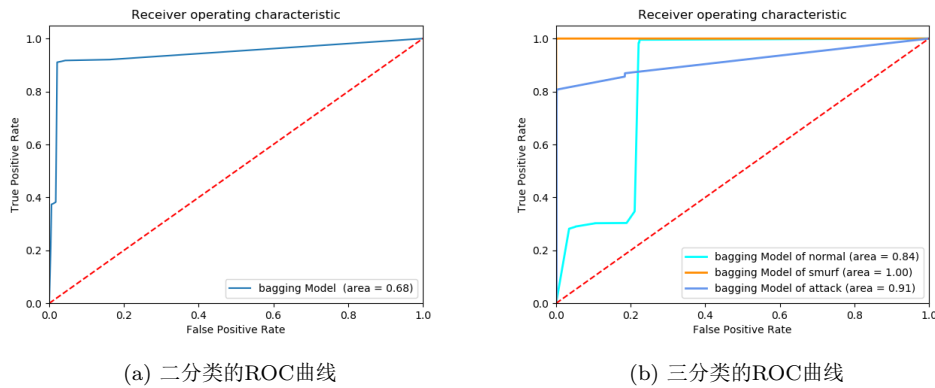 Receiver operating characteristic
True Positive Rate
1.0
0.8
0.6
0.4
0.2
0.0
bagging Model (area = 0.68)
0.0 0.2 0.4 0.6 0.8 1.0
False Positive Rate
(a) 二分类的ROC曲线
Receiver operating characteristic
True Positive Rate
1.0
0.8
0.6
0.4
0.2
0.0
bagging Model of normal (area = 0.84)
bagging Model of smurf (area = 1.00)
bagging Model of attack (area = 0.91)
0.0 0.2 0.4 0.6 0.8 1.0
False Positive Rate
(b) 三分类的ROC曲线